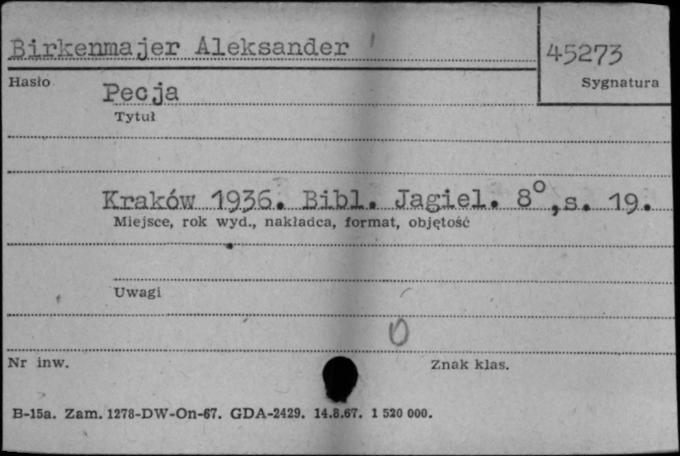 Birkenmajer Aleksander
45273
Hasło
Sygnatura
Pecja
Tytuł
Kraków 1936. Bibl. Jagiel. 8°,s. 19.
Miejsce, rok wyd., nakładca, format, objętość
Uwagi
Nr inw.
Znak klas.
B-15a. Zam. 1278-DW-On-67. GDA-2429. 14.8.67. 1 520 000.